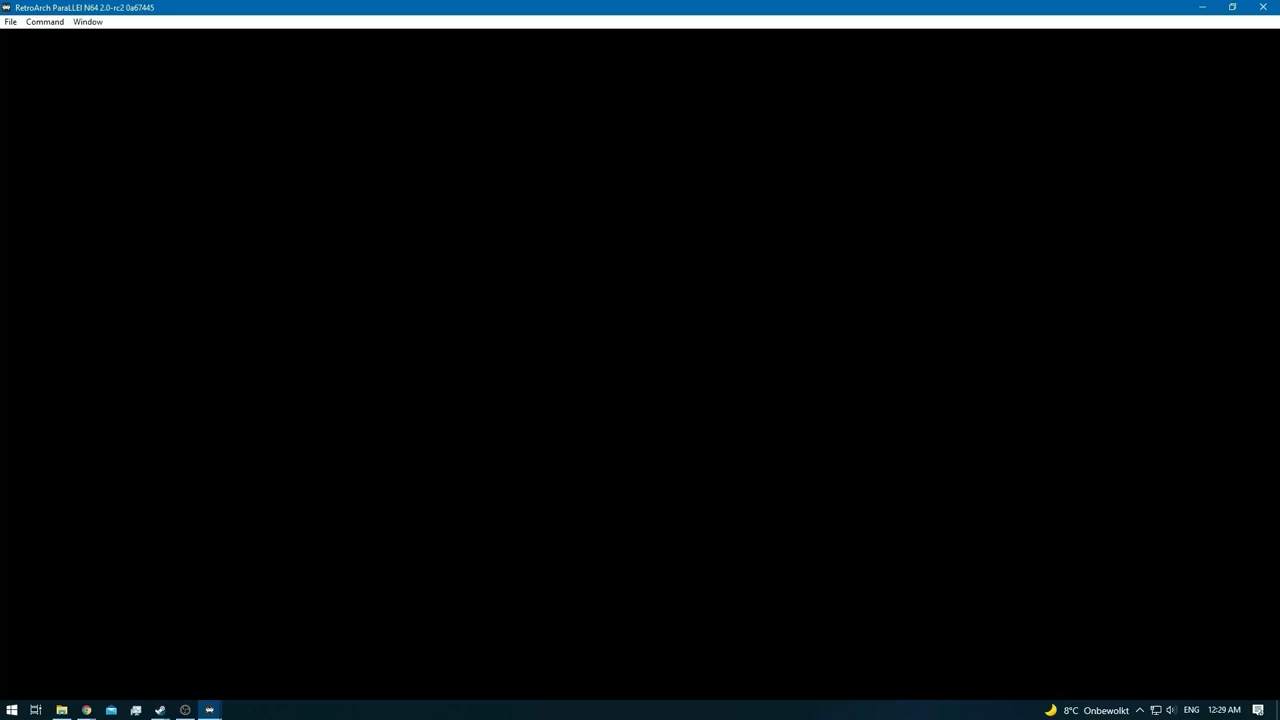 RetroArch ParaLLEl N64 2.0-rc2 0a67445
File Command Window
8°C Onbewolkt ENG 12:29 AM